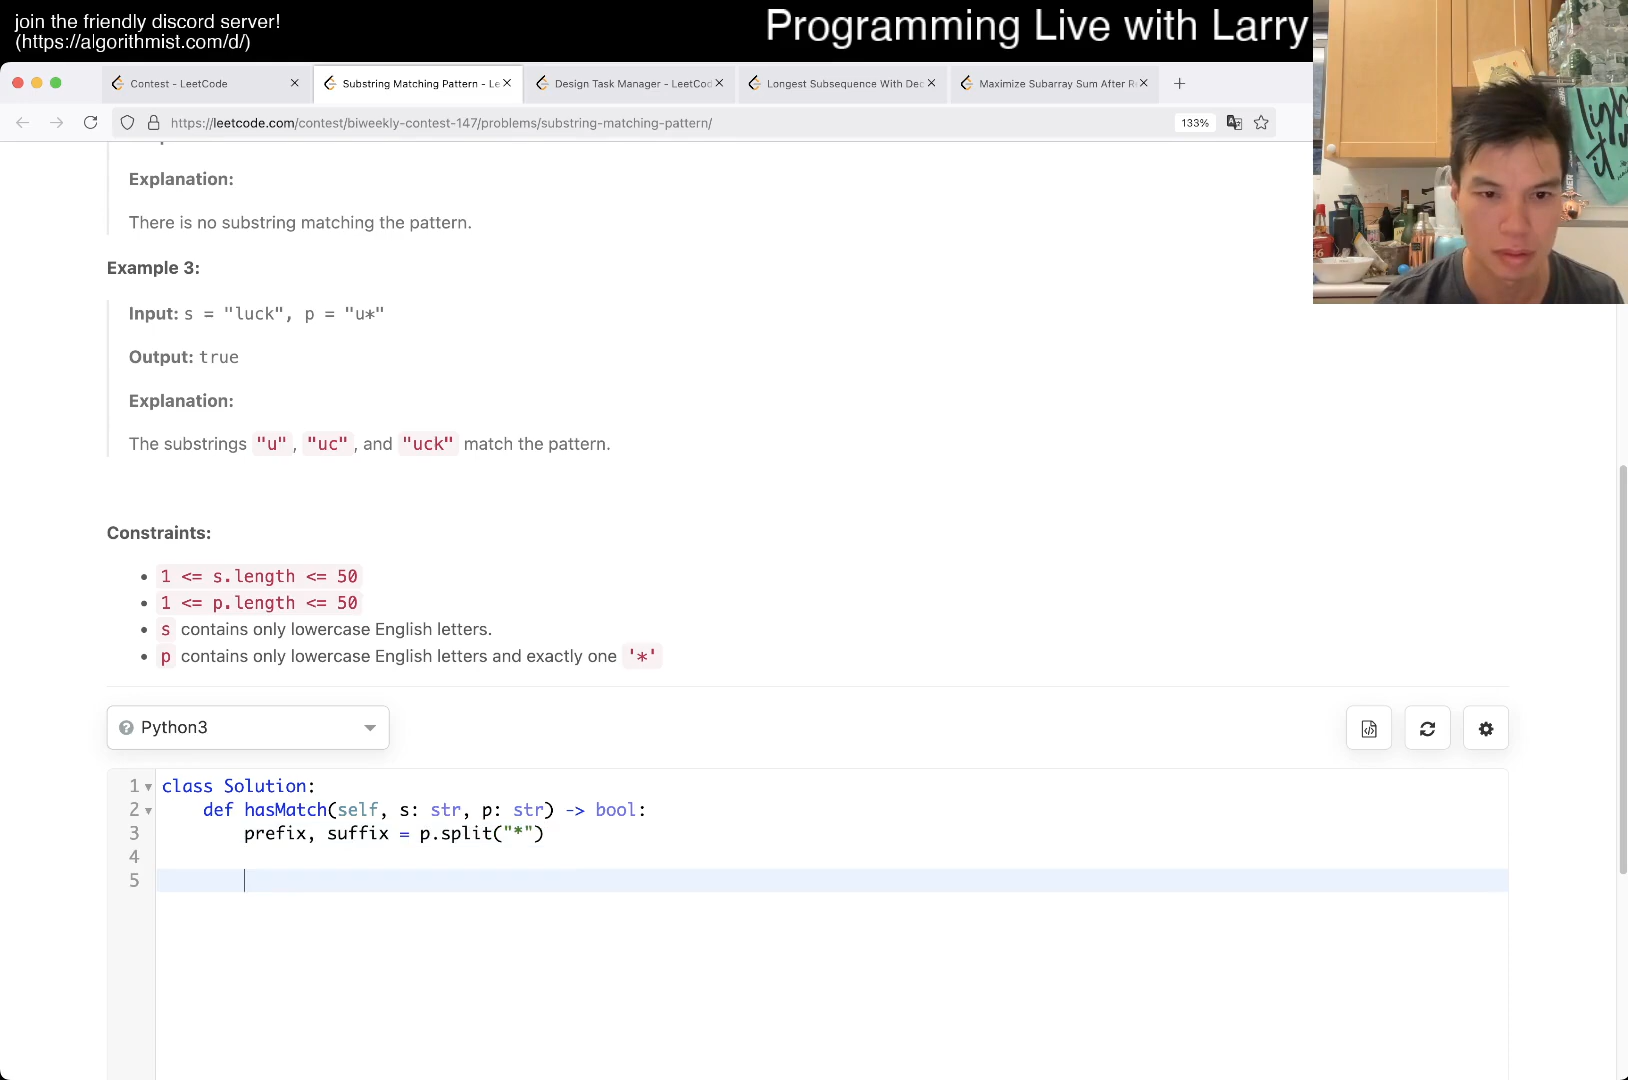 join the friendly discord server!
(https://algorithmist.com/d/)
Programming Live with Larry
Contest - LeetCode
Substring Matching Pattern - Le
Design Task Manager - LeetCod
Longest Subsequence With Dec
Maximize Subarray Sum After R
https://leetcode.com/contest/biweekly-contest-147/problems/substring-matching-pattern/
133%
Explanation:
There is no substring matching the pattern.
Example 3:
Input: s = "luck", p = "u*"
Output: true
Explanation:
The substrings "u", "uc", and "uck" match the pattern.
Constraints:
• 1 <= s.length <= 50
• 1 <= p.length <= 50
• s contains only lowercase English letters.
• p contains only lowercase English letters and exactly one '*'
Python3
1 class Solution:
2 def hasMatch(self, s: str, p: str) -> bool:
3 prefix, suffix = p.split("*")
4
5